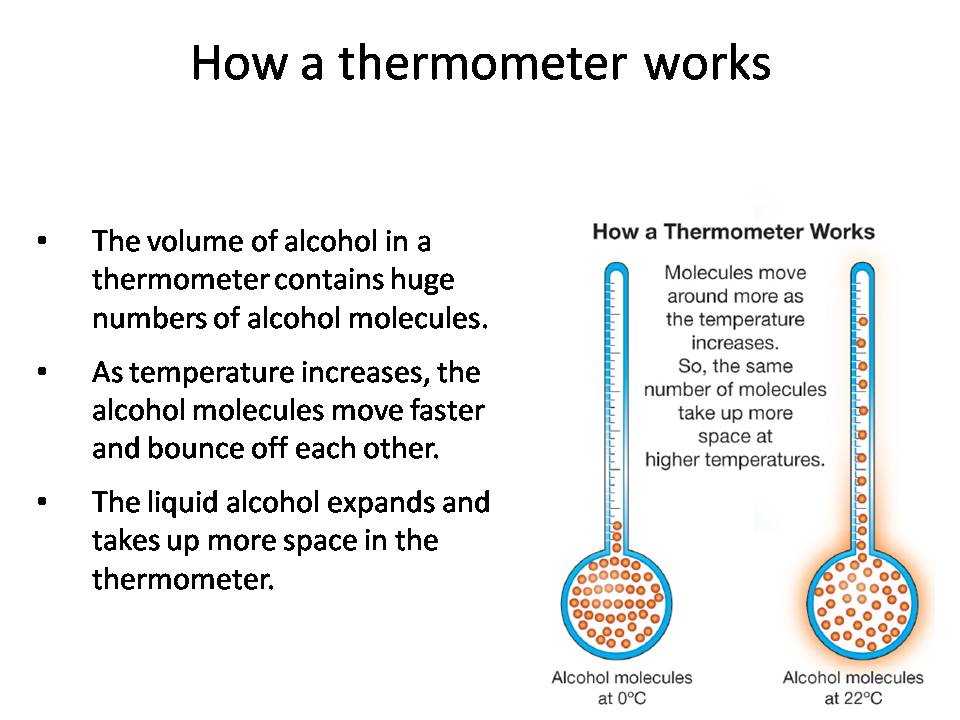 How a thermometer works
• The volume of alcohol in a
thermometer contains huge
numbers of alcohol molecules.
• As temperature increases, the
alcohol molecules move faster
and bounce off each other.
• The liquid alcohol expands and
takes up more space in the
thermometer.
How a Thermometer Works
Molecules move
around more as
the temperature
increases.
So, the same
number of molecules
take up more
space at
higher temperatures.
Alcohol molecules
at 0ºC
Alcohol molecules
at 22ºC